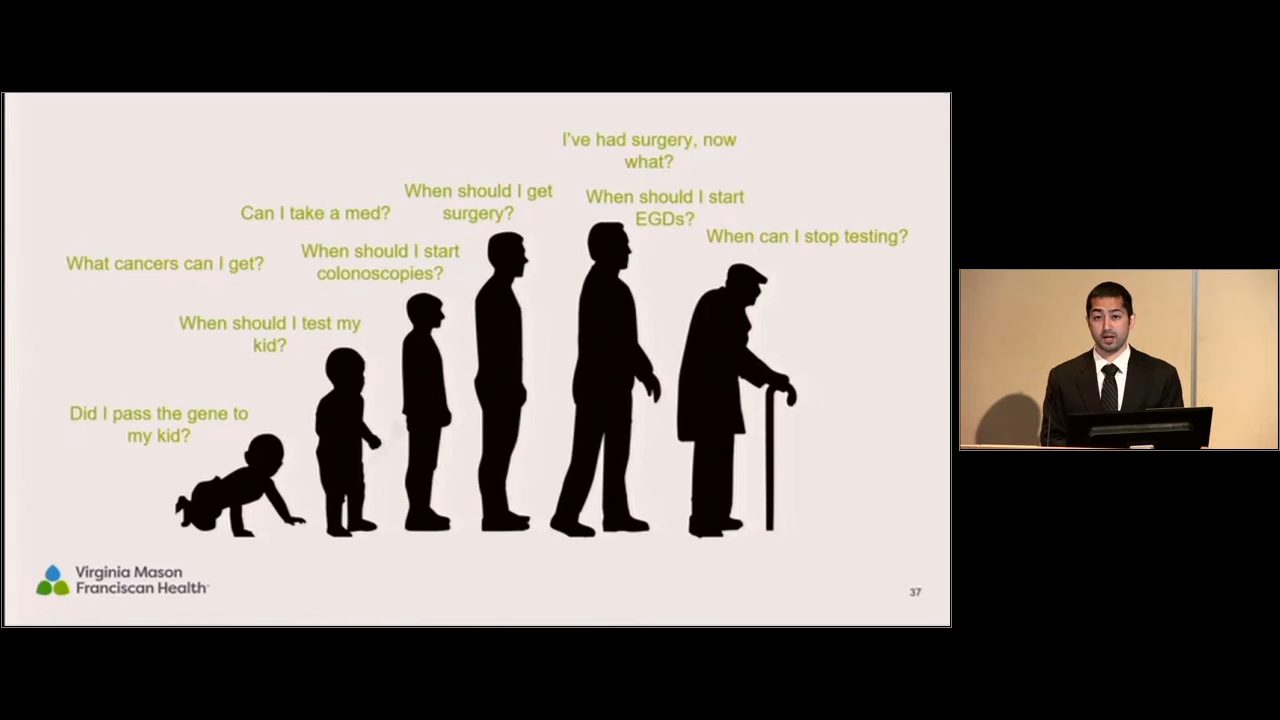 I've had surgery, now
what?
When should I get
surgery?
When should I start
EGDs?
Can I take a med?
When can I stop testing?
When should I start
colonoscopies?
What cancers can I get?
When should I test my
kid?
Did I pass the gene to
my kid?
Virginia Mason
Franciscan Health
37